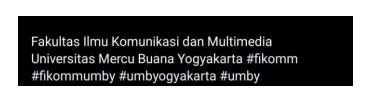 Fakultas Ilmu Komunikasi dan Multimedia
Universitas Mercu Buana Yogyakarta #fikomm
#fikommumby #umbyogyakarta #umby